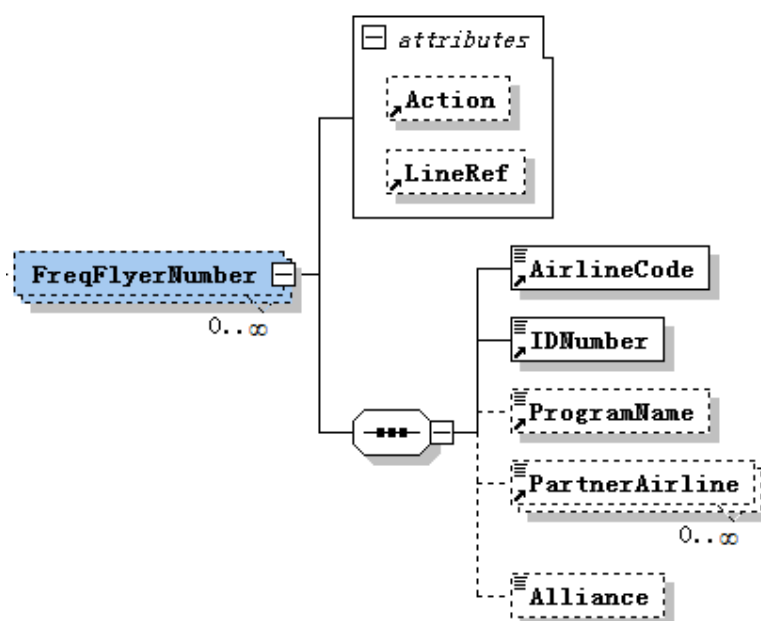 attributes
Action
LineRef
FreqFlyerNumber
0..∞
AirlineCode
IDNumber
ProgramName
PartnerAirline
0..∞
Alliance